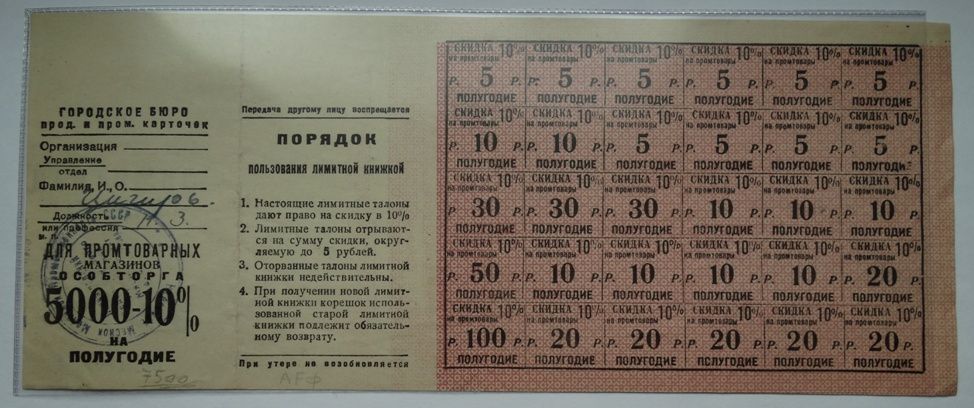 ГОРОДСКОЕ БЮРО
прод. и пром. карточек
Организация
Управление
отдел
Фамилия, И., О.
Должность
или профессия
М. П.
ДЛЯ ПРОМТОВАРНЫХ
МАГАЗИНОВ
ОСОБТОРГА
5000-10%
НА
ПОЛУГОДИЕ
7500
Передача другому лицу воспрещается
ПОРЯДОК
пользования лимитной книжкой
1. Настоящие лимитные талоны
дают право на скидку в 10%
2. Лимитные талоны отрывают-
ся на сумму скидки, округ-
ляемую до 5 рублей.
3. Оторванные талоны лимитной
книжки недействительны.
4. При получении новой лимит-
ной книжки корешок исполь-
зованной старой лимитной
книжки подлежит обязатель-
ному возврату.
При утере не возобновляется
СКИДКА 10% СКИДКА 10% СКИДКА 10% СКИДКА 10% СКИДКА 10% СКИДКА 10%
на промтовары на промтовары на промтовары на промтовары на промтовары на промтовары
Р. 5 Р. Р. 5 Р. Р. 5 Р. Р. 5 Р. Р. 5 Р. Р. 5 Р.
ПОЛУГОДИЕ ПОЛУГОДИЕ ПОЛУГОДИЕ ПОЛУГОДИЕ ПОЛУГОДИЕ ПОЛУГОДИЕ
СКИДКА 10% СКИДКА 10% СКИДКА 10% СКИДКА 10% СКИДКА 10% СКИДКА 10%
на промтовары на промтовары на промтовары на промтовары на промтовары на промтовары
Р. 10 Р. Р. 10 Р. Р. 5 Р. Р. 5 Р. Р. 5 Р. Р. 5 Р.
ПОЛУГОДИЕ ПОЛУГОДИЕ ПОЛУГОДИЕ ПОЛУГОДИЕ ПОЛУГОДИЕ ПОЛУГОДИЕ
СКИДКА 10% СКИДКА 10% СКИДКА 10% СКИДКА 10% СКИДКА 10% СКИДКА 10%
на промтовары на промтовары на промтовары на промтовары на промтовары на промтовары
Р. 30 Р. Р. 30 Р. Р. 30 Р. Р. 10 Р. Р. 10 Р. Р. 10 Р.
ПОЛУГОДИЕ ПОЛУГОДИЕ ПОЛУГОДИЕ ПОЛУГОДИЕ ПОЛУГОДИЕ ПОЛУГОДИЕ
СКИДКА 10% СКИДКА 10% СКИДКА 10% СКИДКА 10% СКИДКА 10% СКИДКА 10%
на промтовары на промтовары на промтовары на промтовары на промтовары на промтовары
Р. 50 Р. Р. 10 Р. Р. 10 Р. Р. 10 Р. Р. 10 Р. Р. 20 Р.
ПОЛУГОДИЕ ПОЛУГОДИЕ ПОЛУГОДИЕ ПОЛУГОДИЕ ПОЛУГОДИЕ ПОЛУГОДИЕ
СКИДКА 10% СКИДКА 10% СКИДКА 10% СКИДКА 10% СКИДКА 10% СКИДКА 10%
на промтовары на промтовары на промтовары на промтовары на промтовары на промтовары
Р. 100 Р. Р. 20 Р. Р. 20 Р. Р. 20 Р. Р. 20 Р. Р. 20 Р.
ПОЛУГОДИЕ ПОЛУГОДИЕ ПОЛУГОДИЕ ПОЛУГОДИЕ ПОЛУГОДИЕ ПОЛУГОДИЕ